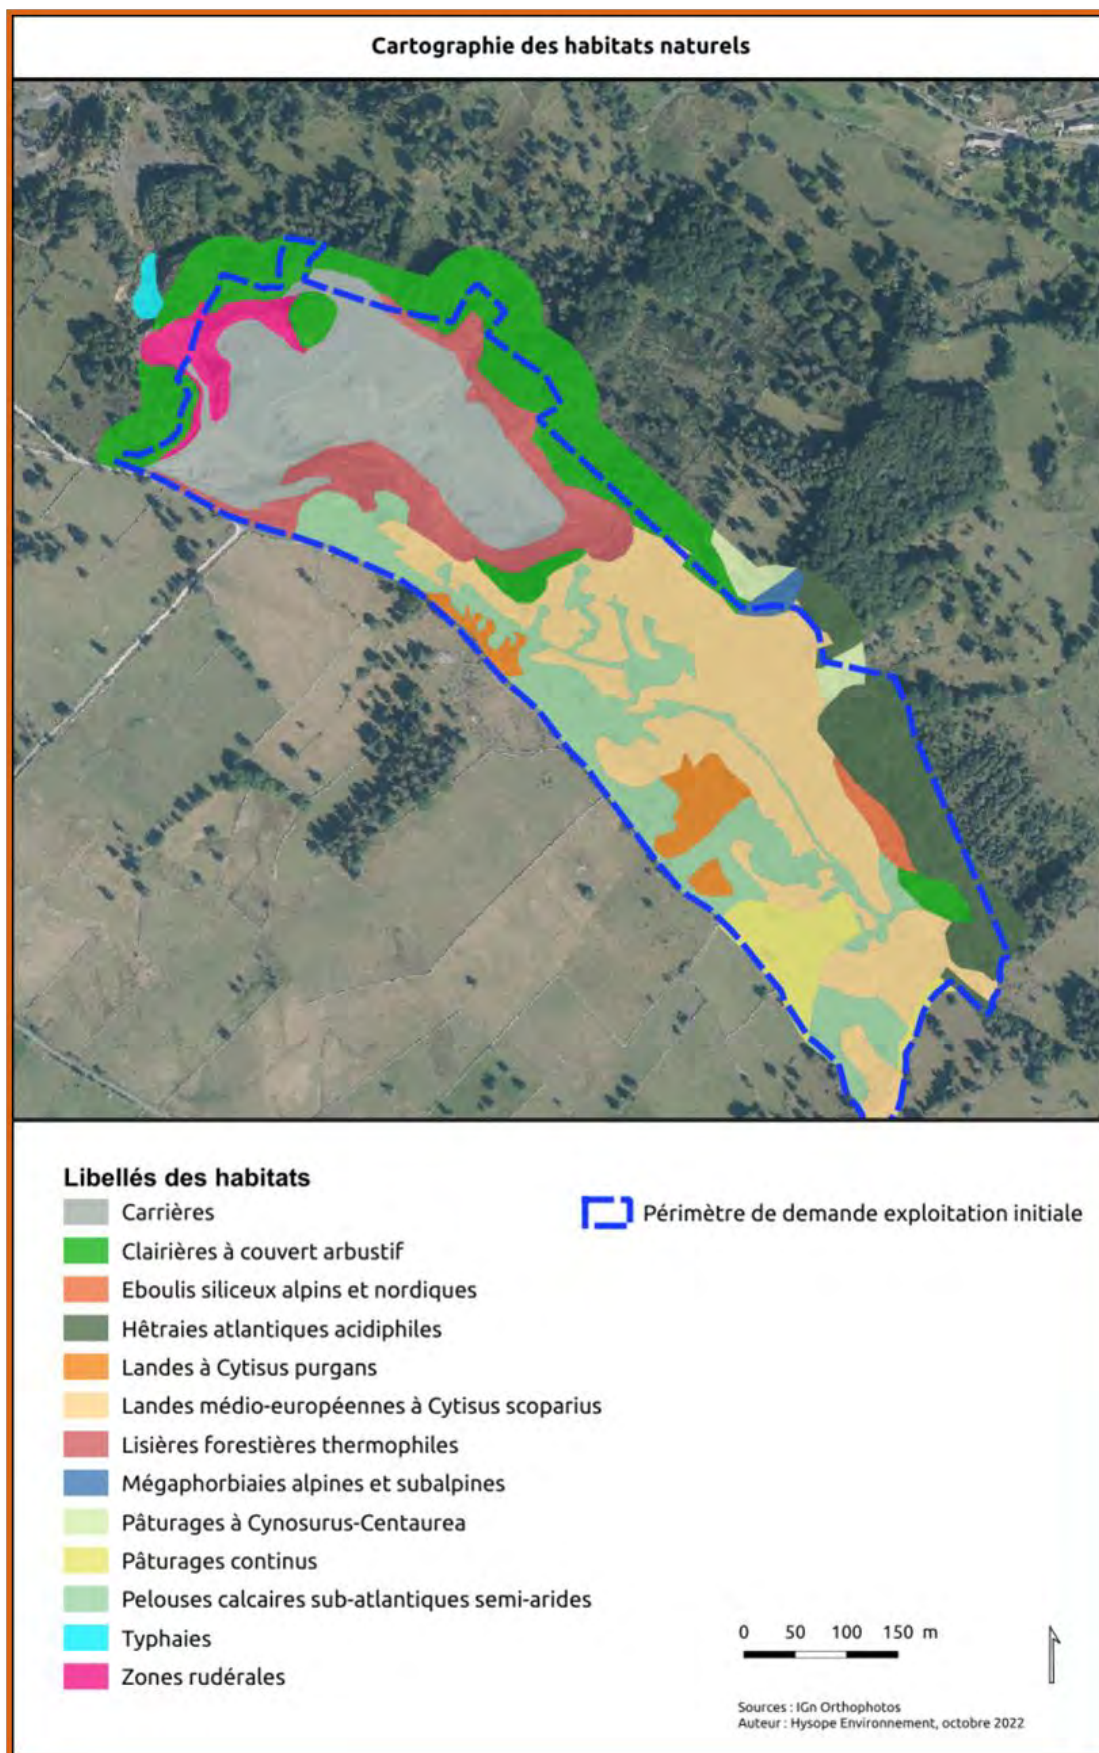 Cartographie des habitats naturels
Libellés des habitats
Carrières
Périmètre de demande exploitation initiale
Clairières à couvert arbustif
Eboulis siliceux alpins et nordiques
Hêtraies atlantiques acidiphiles
Landes à Cytisus purgans
Landes médio-européennes à Cytisus scoparius
Lisières forestières thermophiles
Mégaphorbiaies alpines et subalpines
Pâturages à Cynosurus-Centaurea
Pâturages continus
Pelouses calcaires sub-atlantiques semi-arides
Typhaies
Zones rudérales
0 50 100 150 m
Sources : IGn Orthophotos
Auteur : Hysope Environnement, octobre 2022